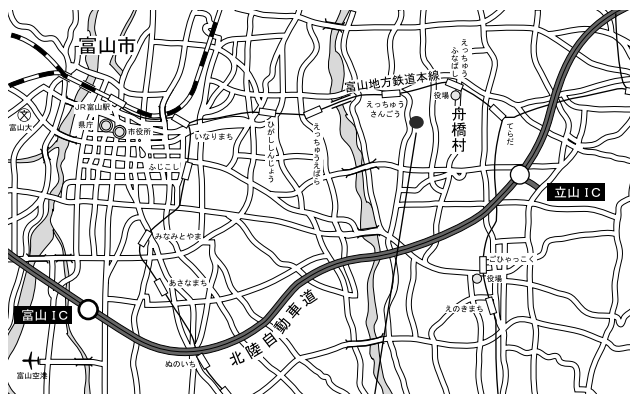 富山市
えっちゅう
ふなばし
富山地方鉄道本線
役場
舟橋村
えっちゅう
さんごう
JR富山駅
県庁
市役所
富山大
いなりまち
ひがししんじょう
えっちゅうえばら
てらだ
ふじこし
立山IC
みなみとやま
ごひゃっこく
役場
あさなまち
えのきまち
富山IC
北陸自動車道
ぬのいち
富山空港